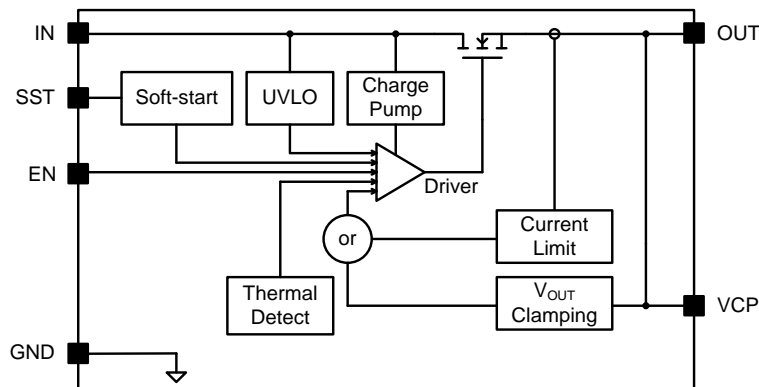 IN
OUT
SST
Soft-start
UVLO
Charge
Pump
EN
Driver
or
Current
Limit
Thermal
Detect
VOUT
Clamping
VCP
GND